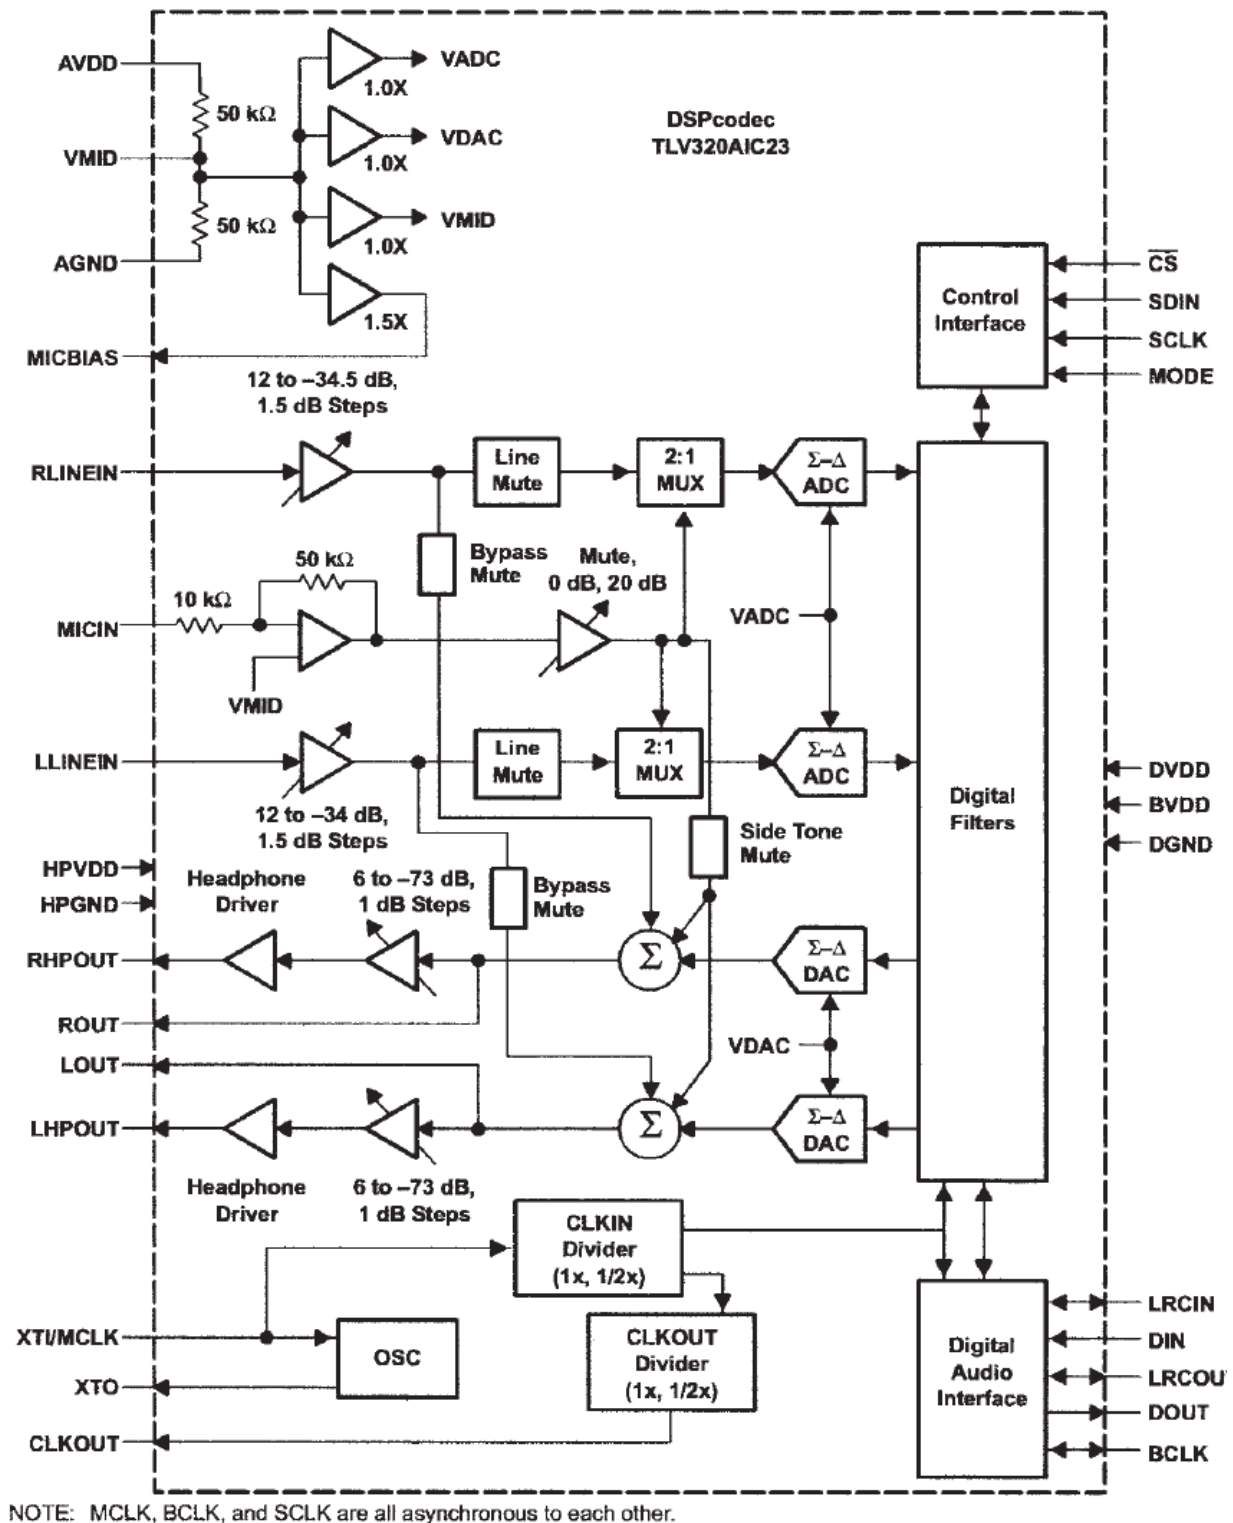 AVDD
50 kΩ
VMID
50 kΩ
AGND
VADC
1.0X
VDAC
1.0X
VMID
1.0X
1.5X
MICBIAS
DSPcodec
TLV320AIC23
Control
Interface
CS
SDIN
SCLK
MODE
12 to –34.5 dB,
1.5 dB Steps
RLINEIN
Line
Mute
2:1
MUX
Σ–Δ
ADC
Bypass
Mute
Mute,
0 dB, 20 dB
50 kΩ
10 kΩ
MICIN
VMID
VADC
LLINEIN
Line
Mute
2:1
MUX
Σ–Δ
ADC
12 to –34 dB,
1.5 dB Steps
Digital
Filters
DVDD
BVDD
DGND
Side Tone
Mute
HPVDD
HPGND
Headphone
Driver
6 to –73 dB,
1 dB Steps
Bypass
Mute
RHPOUT
Σ
Σ–Δ
DAC
ROUT
LOUT
VDAC
LHPOUT
Σ
Σ–Δ
DAC
Headphone
Driver
6 to –73 dB,
1 dB Steps
CLKIN
Divider
(1x, 1/2x)
XTI/MCLK
OSC
XTO
CLKOUT
Divider
(1x, 1/2x)
CLKOUT
Digital
Audio
Interface
LRCIN
DIN
LRCOU
DOUT
BCLK
NOTE: MCLK, BCLK, and SCLK are all asynchronous to each other.